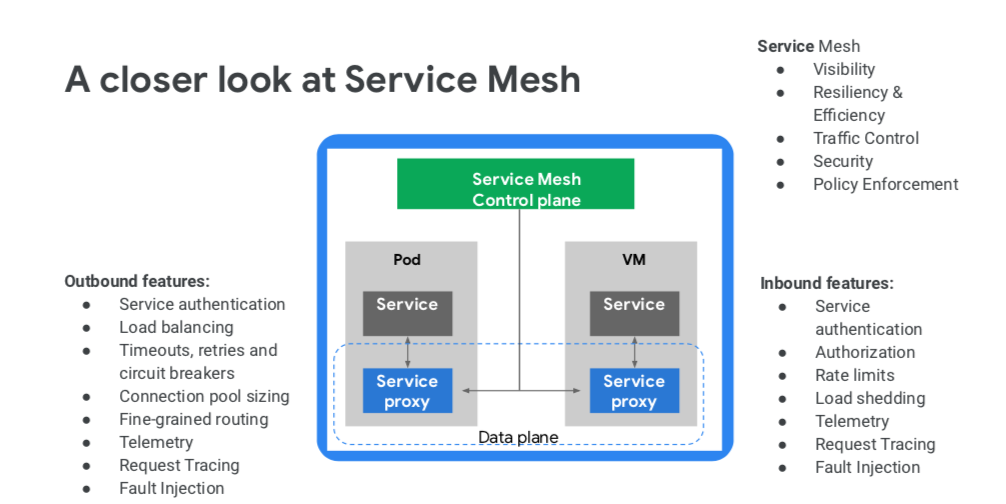 A closer look at Service Mesh
Service Mesh
● Visibility
● Resiliency &
Efficiency
● Traffic Control
● Security
● Policy Enforcement
Service Mesh
Control plane
Pod
Service
Service
proxy
VM
Service
Service
proxy
Data plane
Outbound features:
● Service authentication
● Load balancing
● Timeouts, retries and
circuit breakers
● Connection pool sizing
● Fine-grained routing
● Telemetry
● Request Tracing
● Fault Injection
Inbound features:
● Service
authentication
● Authorization
● Rate limits
● Load shedding
● Telemetry
● Request Tracing
● Fault Injection